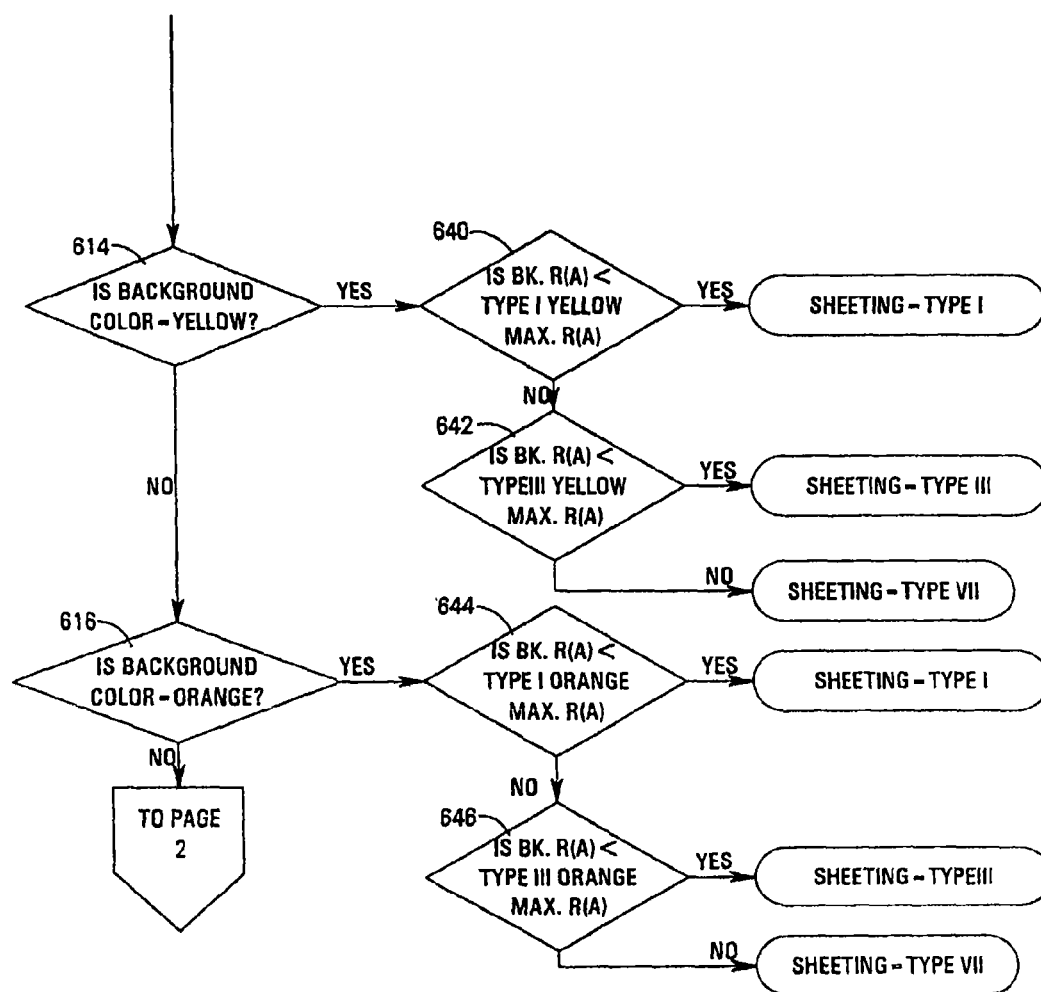 614
IS BACKGROUND
COLOR-YELLOW?
YES
640
IS BK. R(A) <
TYPE I YELLOW
MAX. R(A)
YES
SHEETING-TYPE I
NO
642
IS BK. R(A) <
TYPEIII YELLOW
MAX. R(A)
YES
SHEETING-TYPE III
NO
SHEETING-TYPE VII
NO
616
IS BACKGROUND
COLOR-ORANGE?
YES
644
IS BK. R(A) <
TYPE I ORANGE
MAX. R(A)
YES
SHEETING-TYPE I
NO
TO PAGE
2
NO
646
IS BK. R(A) <
TYPE III ORANGE
MAX. R(A)
YES
SHEETING-TYPEIII
NO
SHEETING-TYPE VII